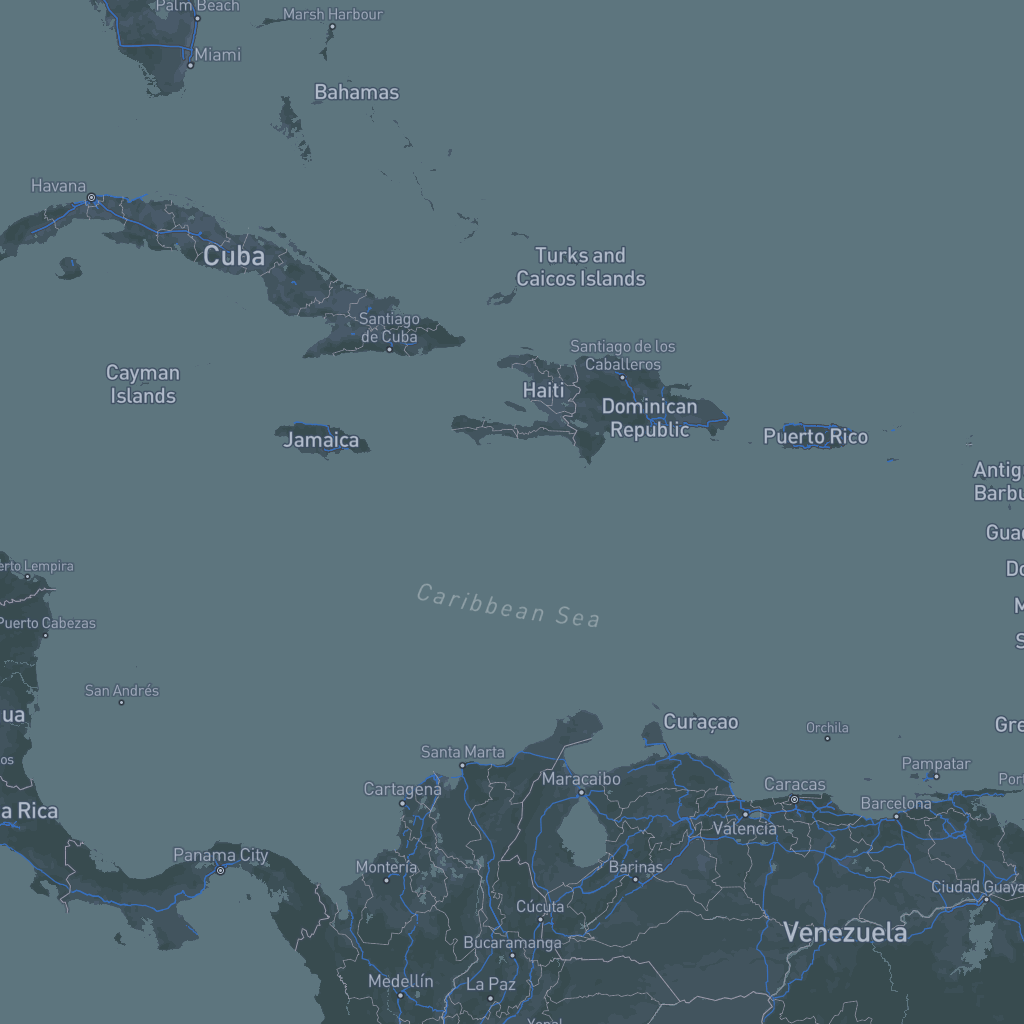 Palm Beach
Marsh Harbour
Miami
Bahamas
Havana
Cuba
Turks and
Caicos Islands
Santiago
de Cuba
Santiago de los
Caballeros
Cayman
Islands
Haiti
Dominican
Republic
Jamaica
Puerto Rico
Antig
Barbu
Guad
Do
M
S
erto Lempira
Caribbean Sea
Puerto Cabezas
San Andrés
ua
Curaçao
Orchila
Gre
os
Santa Marta
Maracaibo
Pampatar
Port
Cartagena
Caracas
Barcelona
a Rica
Valencia
Panama City
Montería
Barinas
Ciudad Guaya
Cúcuta
Venezuela
Bucaramanga
Medellín
La Paz
Yopal